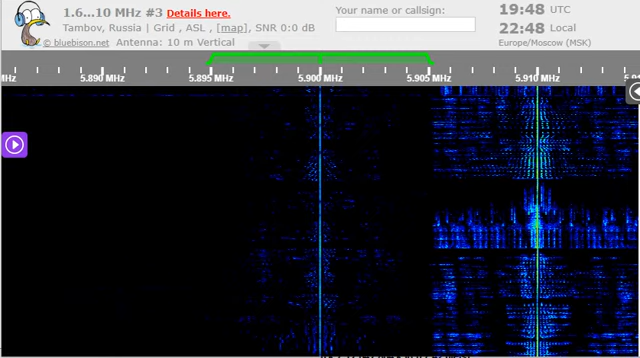 1.6...10 MHz #3 Details here.
Tambov, Russia | Grid , ASL , [map], SNR 0:0 dB
© bluebison.net Antenna: 10 m Vertical
Your name or callsign:
19:48 UTC
22:48 Local
Europe/Moscow (MSK)
MHz 5.890 MHz 5.895 MHz 5.900 MHz 5.905 MHz 5.910 MHz